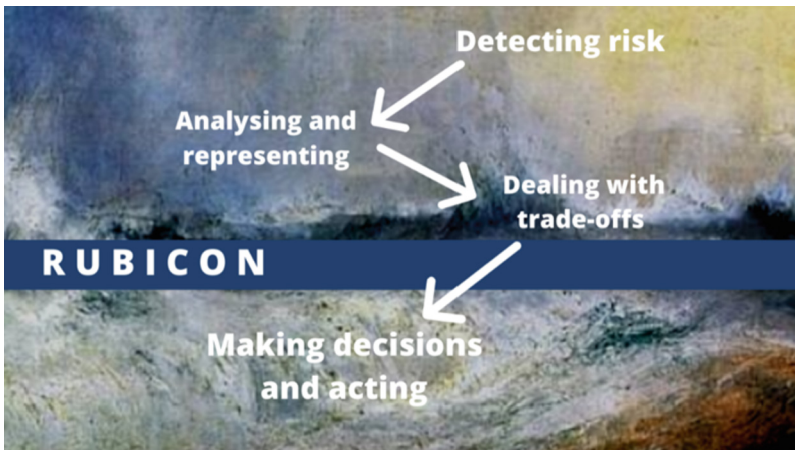 Detecting risk
Analysing and
representing
Dealing with
trade-offs
RUBICON
Making decisions
and acting